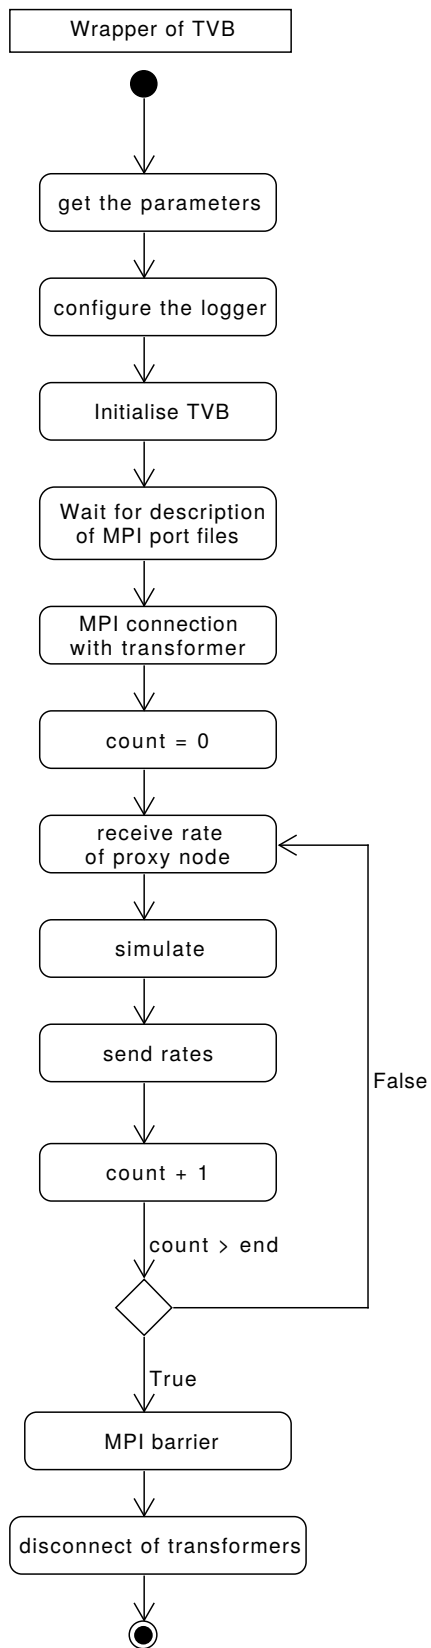 Wrapper of TVB
get the parameters
configure the logger
Initialise TVB
Wait for description
of MPI port files
MPI connection
with transformer
count = 0
receive rate
of proxy node
simulate
send rates
False
count + 1
count > end
True
MPI barrier
disconnect of transformers